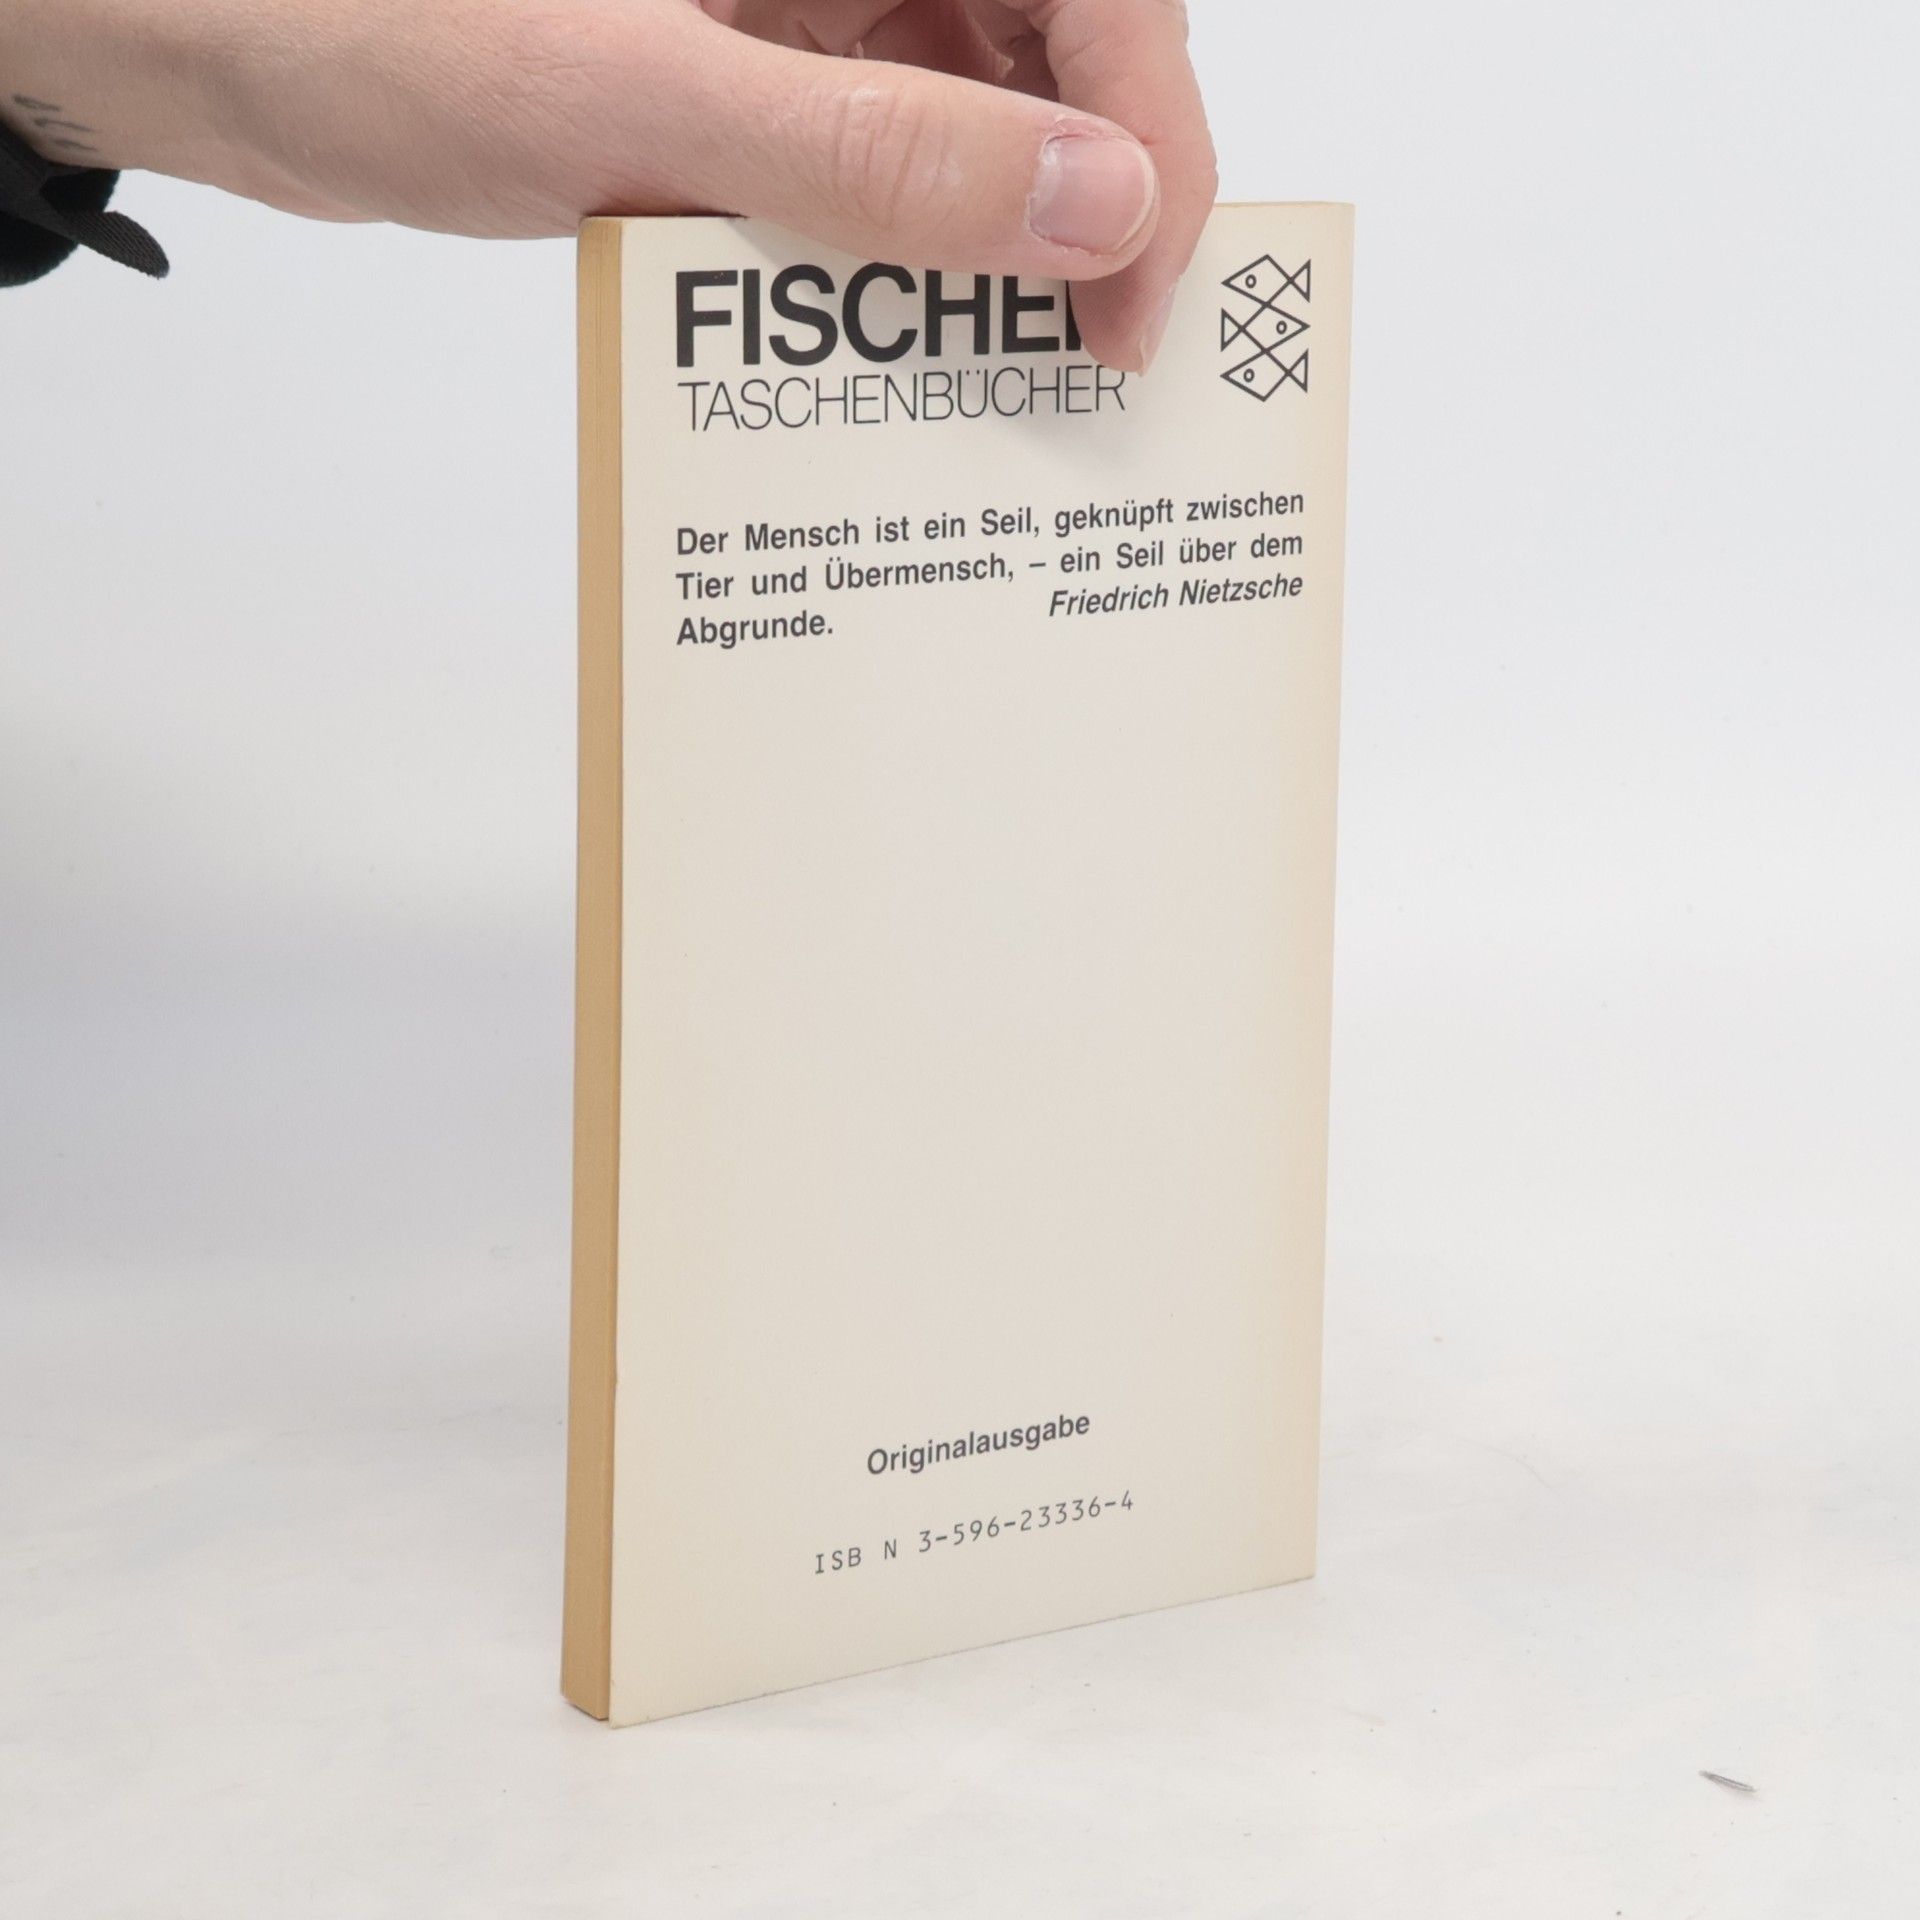 FISCHE
TASCHENBÜCHER
Der Mensch ist ein Seil, geknüpft zwischen
Tier und Übermensch, – ein Seil über dem
Abgrunde. Friedrich Nietzsche
Originalausgabe
ISB N 3-596-23336-4